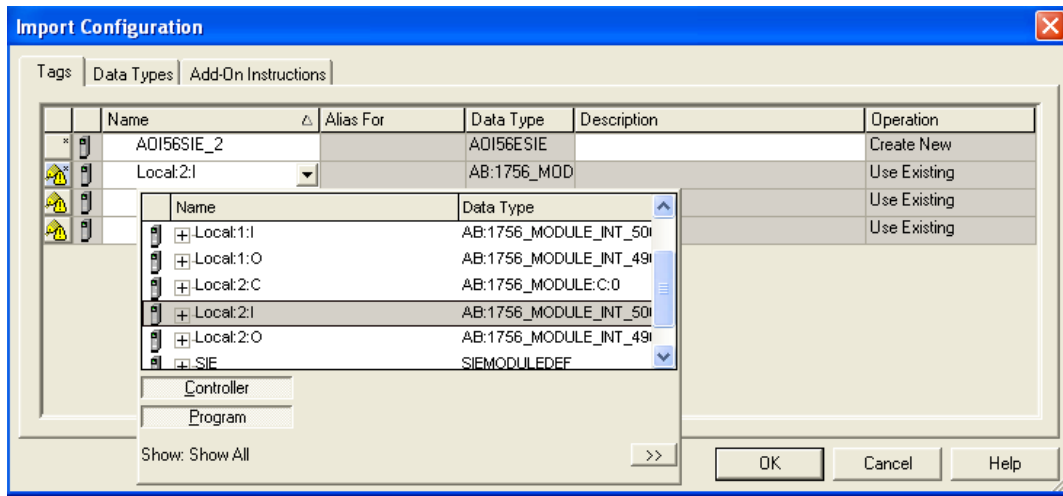 Import Configuration
Tags Data Types Add-On Instructions
Name Alias For Data Type Description Operation
AOI56SIE_2 AOI56ESIE Create New
Local:2:I AB:1756_MOD Use Existing
Use Existing
Use Existing
Name Data Type
Local:1:I AB:1756_MODULE_INT_50
Local:1:O AB:1756_MODULE_INT_49
Local:2:C AB:1756_MODULE:C:0
Local:2:I AB:1756_MODULE_INT_50
Local:2:O AB:1756_MODULE_INT_49
SIE SIEMODULEDEF
Controller
Program
Show: Show All >>
OK Cancel Help